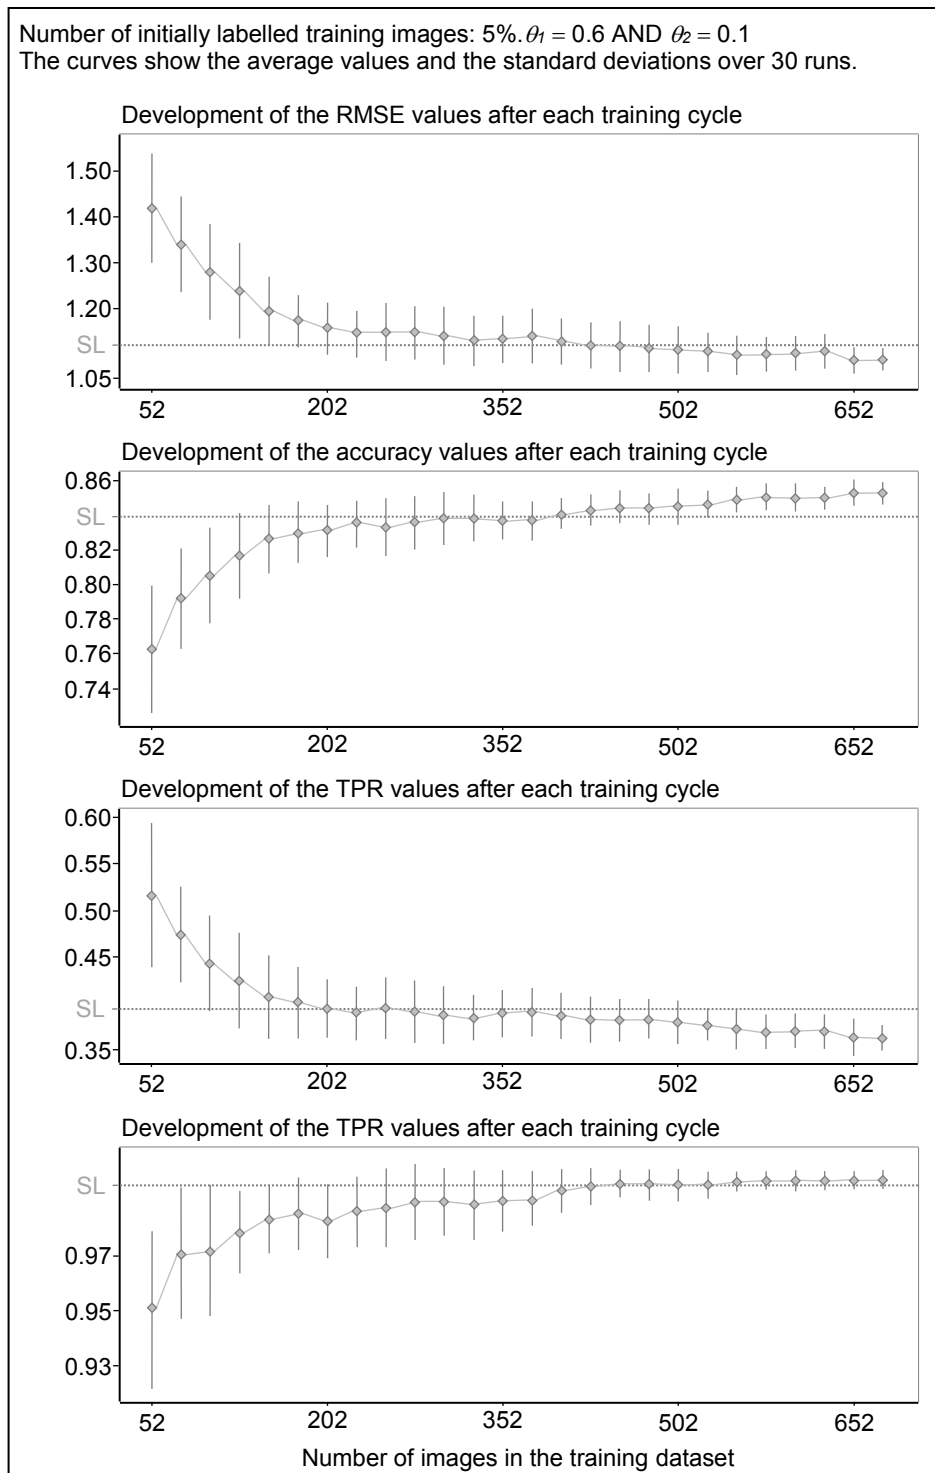 Number of initially labelled training images: 5%.θ1 = 0.6 AND θ2 = 0.1
The curves show the average values and the standard deviations over 30 runs.
Development of the RMSE values after each training cycle
1.50
1.40
1.30
1.20
SL
1.05
52 202 352 502 652
Development of the accuracy values after each training cycle
0.86
SL
0.82
0.80
0.78
0.76
0.74
52 202 352 502 652
Development of the TPR values after each training cycle
0.60
0.55
0.50
0.45
SL
0.35
52 202 352 502 652
Development of the TPR values after each training cycle
SL
0.97
0.95
0.93
52 202 352 502 652
Number of images in the training dataset